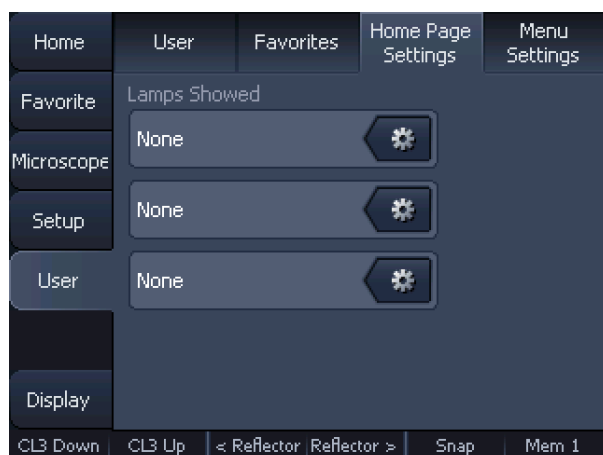 Home
User
Favorites
Home Page
Settings
Menu
Settings
Favorite
Microscope
Setup
User
Display
Lamps Showed
None
None
None
CL3 Down
CL3 Up
< Reflector
Reflector >
Snap
Mem 1